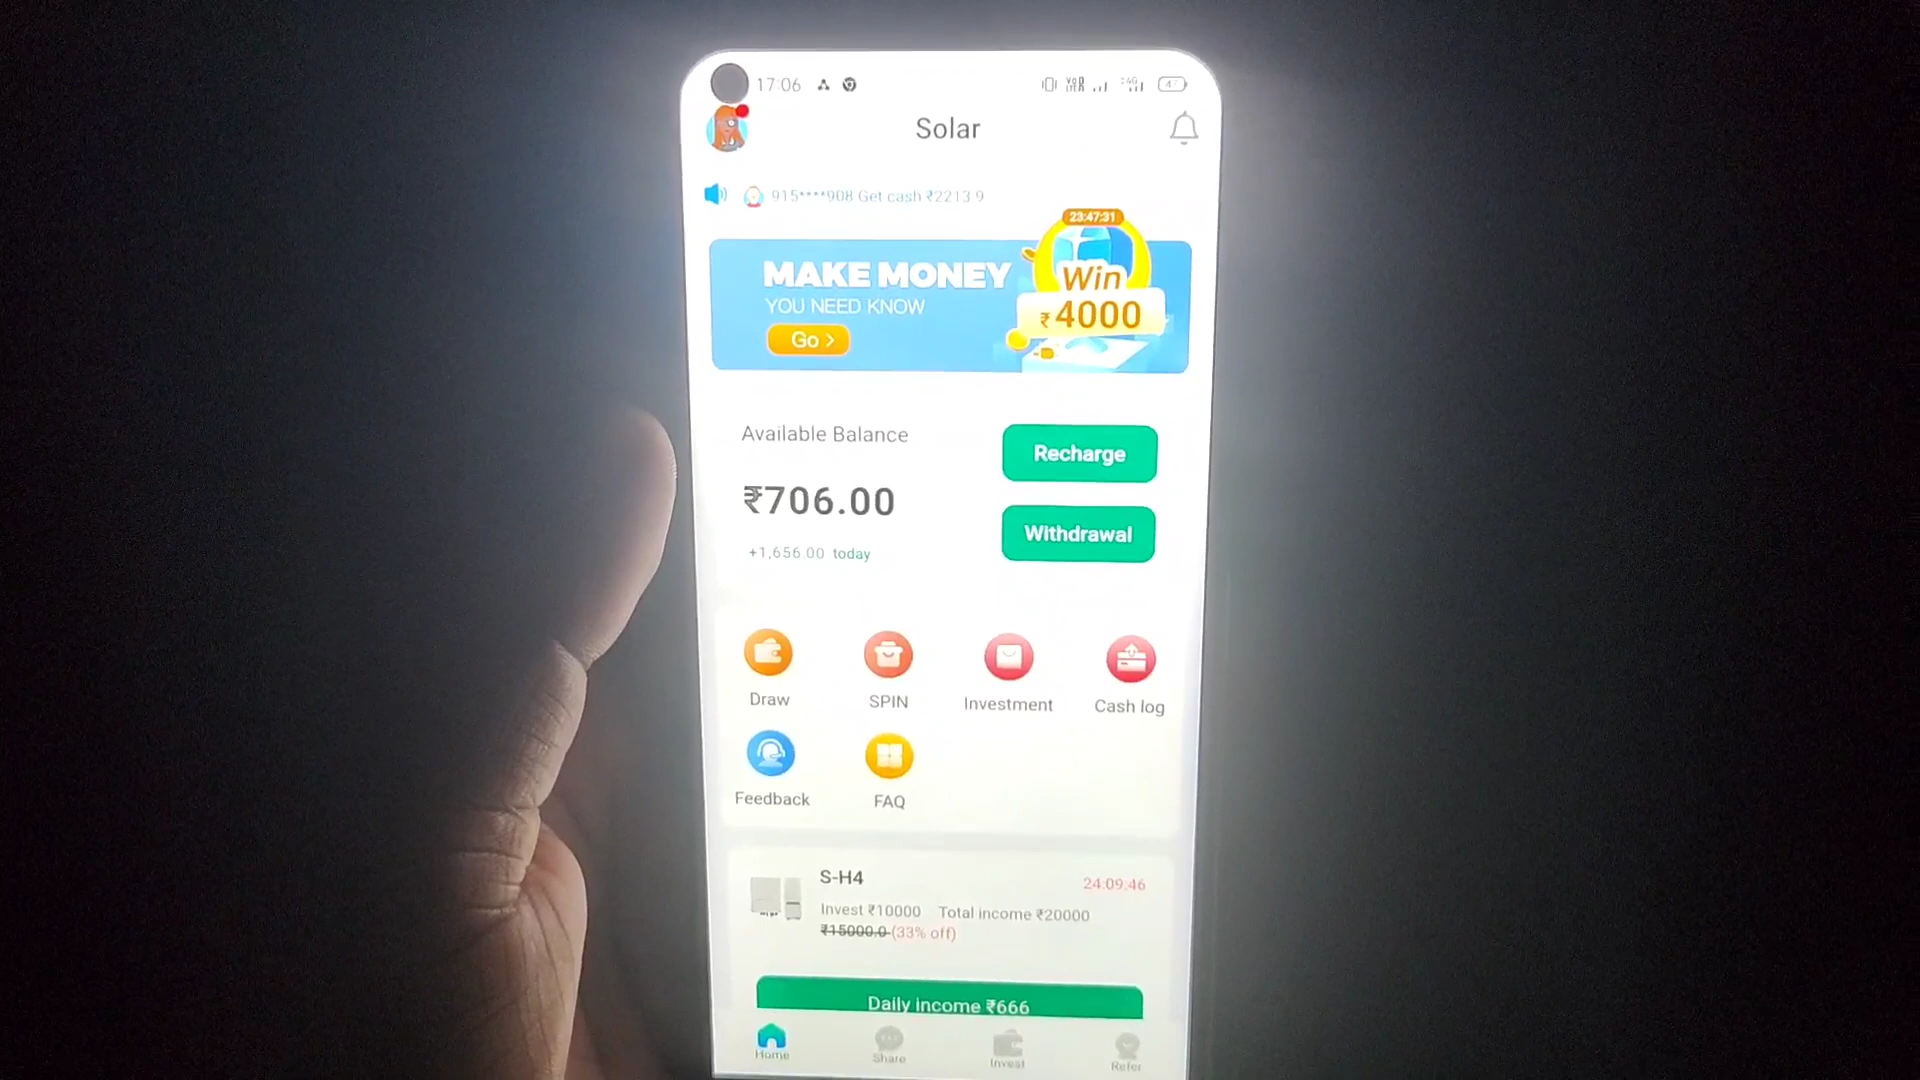 17:06
Solar
915****908 Get cash ₹2213 9
23:47:31
MAKE MONEY
YOU NEED KNOW
Go >
Win
₹4000
Available Balance
₹706.00
+1,656.00 today
Recharge
Withdrawal
Draw
SPIN
Investment
Cash log
Feedback
FAQ
S-H4
24:09:46
Invest ₹10000 Total income ₹20000
₹15000.0 (33% off)
Daily income ₹666
Home
Share
Invest
Refer